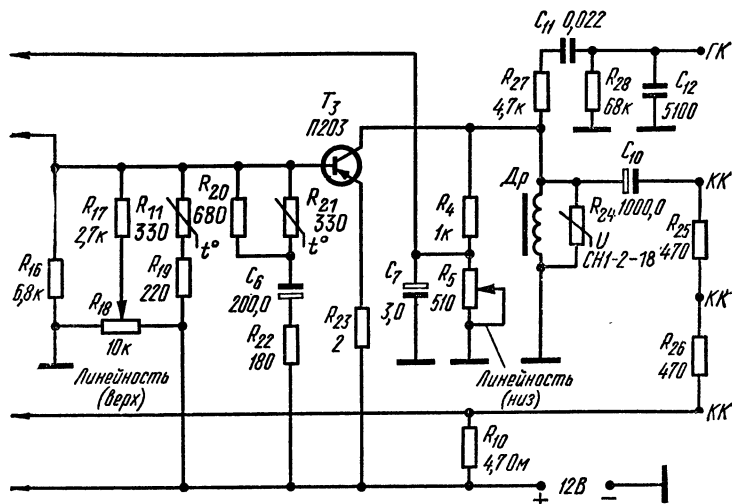 C11 0,022
ГК
R27
4,7к
R28
68к
C12
5100
T3
П203
C10
1000,0
КК
Др
R24
U
СН1-2-18
R25
470
R17
2,7к
R11
330
t°
R20
680
R21
330
t°
R4
1к
R16
6,8к
R19
220
C6
200,0
C7
3,0
R5
510
КК
R18
10к
R22
180
R23
2
R26
470
Линейность
(верх)
Линейность
(низ)
КК
R10
4,70м
+ 12В −